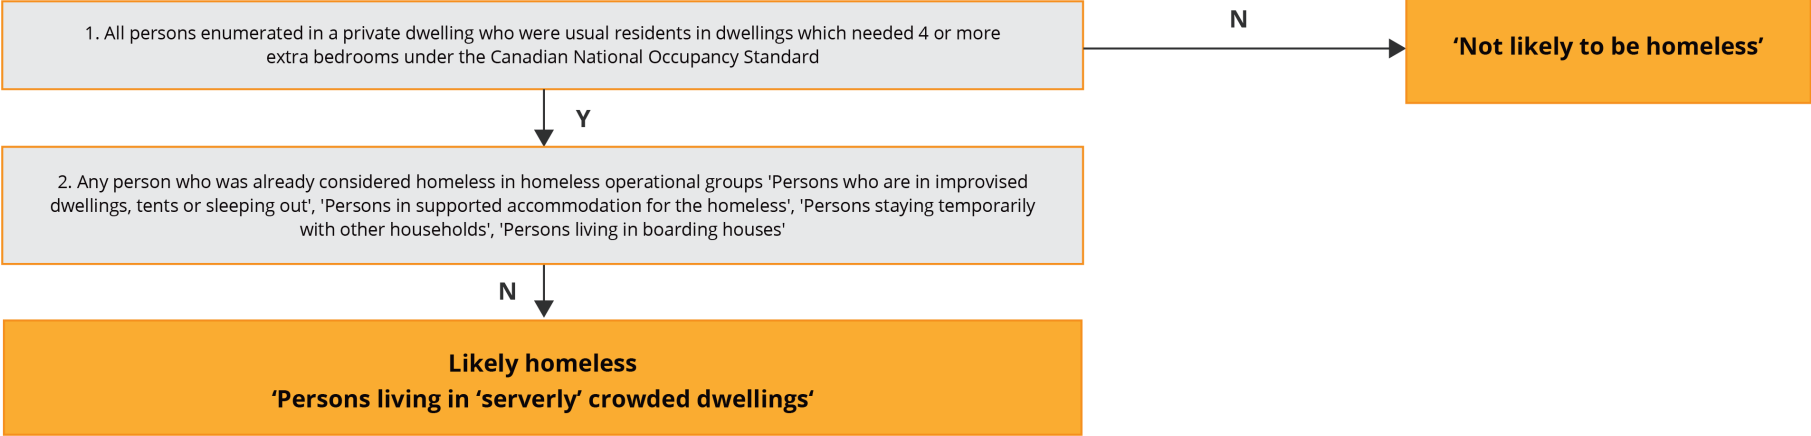 1. All persons enumerated in a private dwelling who were usual residents in dwellings which needed 4 or more
extra bedrooms under the Canadian National Occupancy Standard
N
‘Not likely to be homeless’
Y
2. Any person who was already considered homeless in homeless operational groups 'Persons who are in improvised
dwellings, tents or sleeping out', 'Persons in supported accommodation for the homeless', 'Persons staying temporarily
with other households', 'Persons living in boarding houses'
N
Likely homeless
‘Persons living in ‘serverly’ crowded dwellings‘